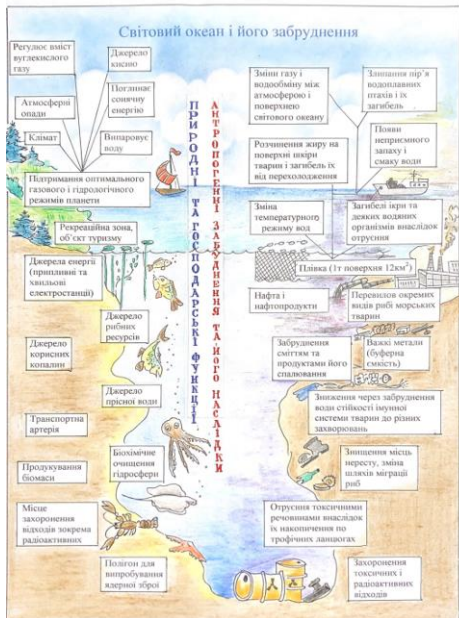 Світовий океан і його забруднення
Регулює вміст
вуглекислого
газу
Джерело
кисню
Поглинає
сонячну
енергію
Атмосферні
опади
Клімат
Випаровує
воду
Підтримання оптимального
газового і гідрологічного
режимів планети
Рекреаційна зона,
об'єкт туризму
Джерела енергії
(припливні та
хвильові
електростанції)
Джерело
рибних
ресурсів
Джерело
корисних
копалин
Джерело
прісної води
Транспортна
артерія
Біохімічне
очищення
гідросфери
Продукування
біомаси
Місце
захоронення
відходів зокрема
радіоактивних
Полігон для
випробування
ядерної зброї
ПРИРОДНІ ТА ГОСПОДАРСЬКІ ФУНКЦІЇ
АНТРОПОГЕННІ ЗАБРУДНЕННЯ ТА ЙОГО НАСЛІДКИ
Зміни газу і
водообміну між
атмосферою і
поверхнею
світового океану
Злипання пір'я
водоплавних
птахів і їх
загибель
Розчинення жиру на
поверхні шкіри
тварин і загибель їх
від переохолодження
Появи
неприємного
запаху і
смаку води
Зміна
температурного
режиму вод
Загибелі ікри та
деяких водяних
організмів внаслідок
отруєння
Плівка (1т поверхня 12км²)
Нафта і
нафтопродукти
Перевилов окремих
видів риби морських
тварин
Забруднення
сміттям та
продуктами його
спалювання
Важкі метали
(буферна
ємкість)
Зниження через забруднення
води стійкості імунної
системи тварин до різних
захворювань
Знищення місць
нересту, зміна
шляхів міграції
риб
Отруєння токсичними
речовинами внаслідок
їх накопичення по
трофічних ланцюгах
Захоронення
токсичних і
радіоактивних
відходів